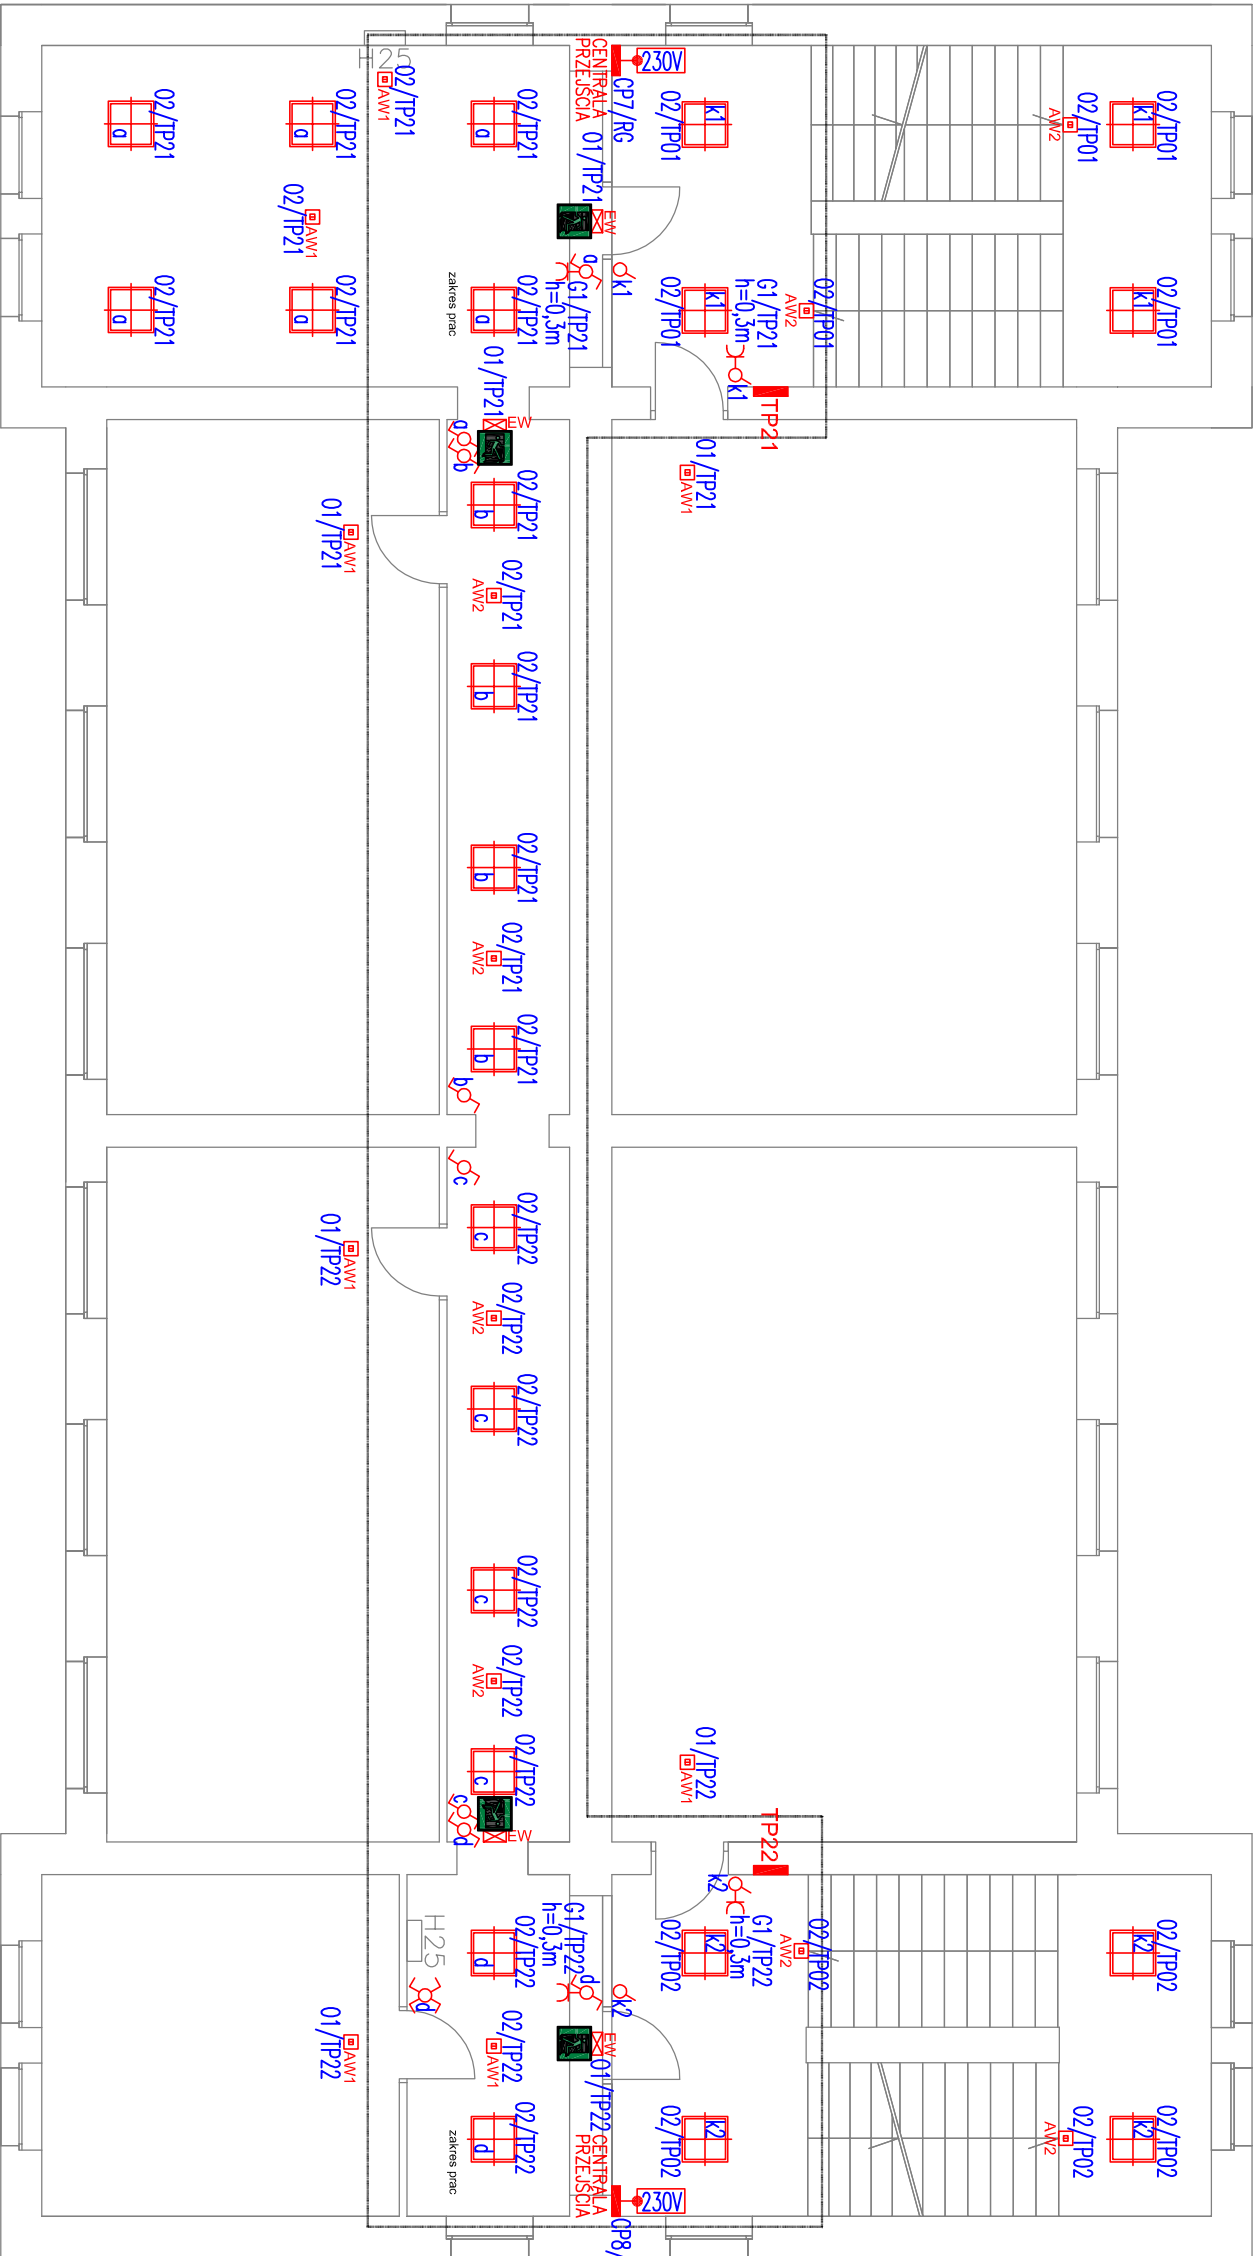 H25
02/TP21
AW1
CENTRALA
PRZEJŚCIA
230V
CP7/RG
02/TP21
a
02/TP21
a
02/TP21
a
02/TP01
k1
02/TP01
AW2
02/TP01
k1
01/TP21
EW
02/TP21
AW1
a
k1
02/TP21
a
02/TP21
a
zakres prac
02/TP21
a
G1/TP21
h=0,3m
02/TP01
k1
G1/TP21
h=0,3m
02/TP01
AW2
02/TP01
k1
k1
TP21
01/TP21
EW
a
b
01/TP21
AW1
02/TP21
b
01/TP21
AW1
02/TP21
AW2
02/TP21
b
02/TP21
b
02/TP21
AW2
02/TP21
b
b
c
02/TP22
c
01/TP22
AW1
02/TP22
AW2
02/TP22
c
02/TP22
c
02/TP22
AW2
01/TP22
AW1
02/TP22
c
c
d
EW
TP22
k2
H25
02/TP22
d
G1/TP22
h=0,3m
02/TP02
k2
G1/TP22
h=0,3m
02/TP02
AW2
02/TP02
k2
d
d
k2
01/TP22
AW1
02/TP22
AW1
EW
01/TP22
zakres prac
02/TP22
d
02/TP02
k2
02/TP02
AW2
02/TP02
k2
CENTRALA
PRZEJŚCIA
230V
CP8/